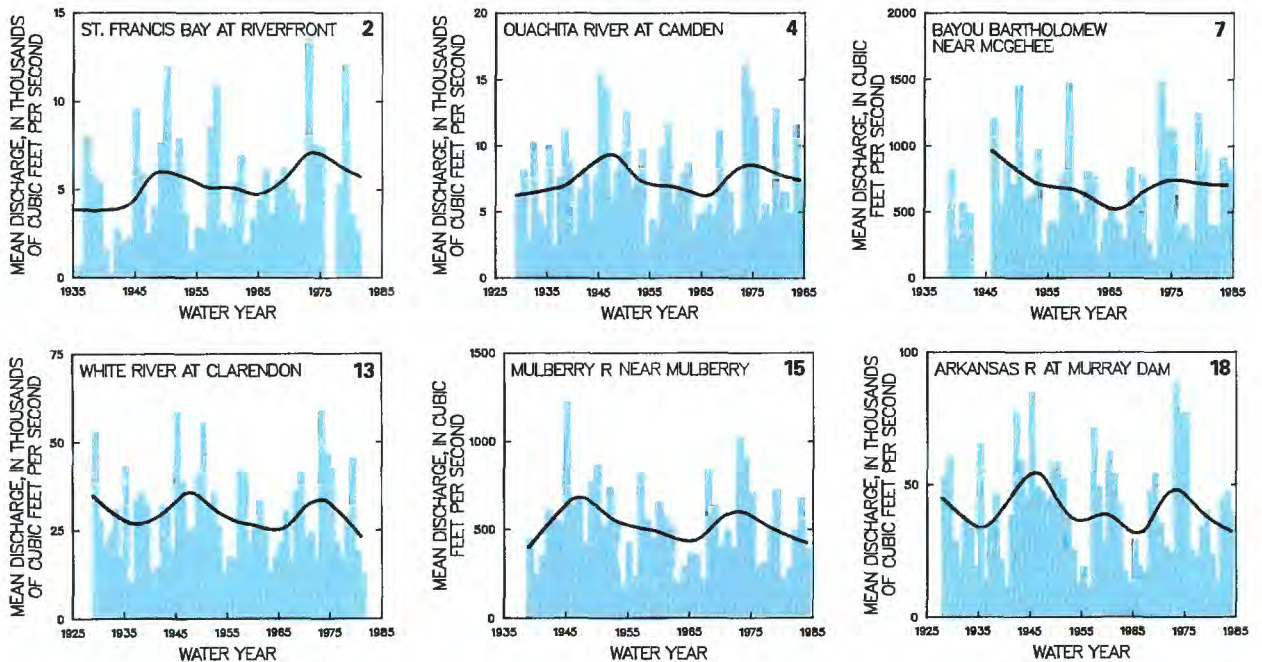 MEAN DISCHARGE, IN THOUSANDS
OF CUBIC FEET PER SECOND
ST. FRANCIS BAY AT RIVERFRONT 2
15
10
5
0
1935 1945 1955 1965 1975 1985
WATER YEAR
MEAN DISCHARGE, IN THOUSANDS
OF CUBIC FEET PER SECOND
OUACHITA RIVER AT CAMDEN 4
20
15
10
5
0
1925 1935 1945 1955 1965 1975 1985
WATER YEAR
MEAN DISCHARGE, IN CUBIC
FEET PER SECOND
BAYOU BARTHOLOMEW 7
NEAR MCGEHEE
2000
1500
1000
500
0
1935 1945 1955 1965 1975 1985
WATER YEAR
MEAN DISCHARGE, IN THOUSANDS
OF CUBIC FEET PER SECOND
WHITE RIVER AT CLARENDON 13
75
50
25
0
1925 1935 1945 1955 1965 1975 1985
WATER YEAR
MEAN DISCHARGE, IN CUBIC
FEET PER SECOND
MULBERRY R NEAR MULBERRY 15
1500
1000
500
0
1935 1945 1955 1965 1975 1985
WATER YEAR
MEAN DISCHARGE, IN THOUSANDS
OF CUBIC FEET PER SECOND
ARKANSAS R AT MURRAY DAM 18
100
50
0
1925 1935 1945 1955 1965 1975 1985
WATER YEAR